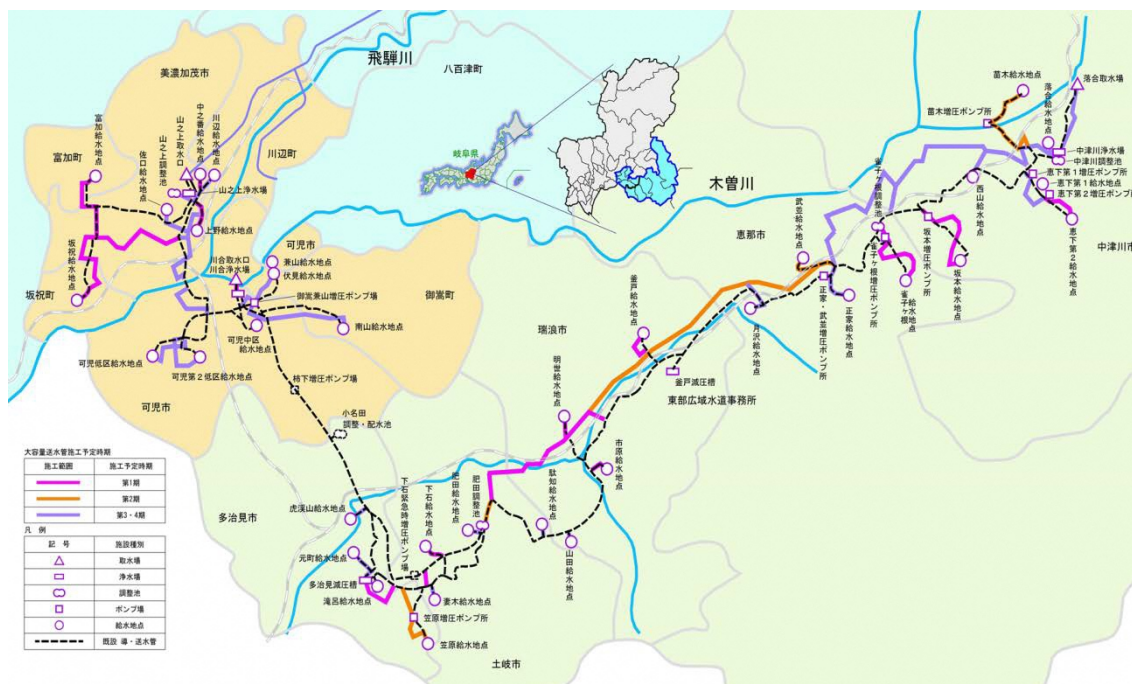 飛騨川
八百津町
美濃加茂市
富加町
川辺町
坂祝町
可児市
御嵩町
可児市
多治見市
土岐市
瑞浪市
恵那市
中津川市
木曽川
岐阜県
東部広域水道事務所
富加給水地点
佐口給水地点
山之上調整池
山之上取水口
中之番給水地点
川辺給水地点
山之上浄水場
上野給水地点
坂祝給水地点
川合取水口
川合浄水場
兼山給水地点
伏見給水地点
御嵩兼山増圧ポンプ場
南山給水地点
可児中区
給水地点
可児低区給水地点
可児第2低区給水地点
柿下増圧ポンプ場
小名田
調整・配水池
虎渓山給水地点
元町給水地点
多治見減圧槽
滝呂給水地点
下石緊急時増圧ポンプ場
下石給水地点
妻木給水地点
笠原増圧ポンプ所
笠原給水地点
肥田給水地点
肥田調整池
駄知給水地点
山田給水地点
市原給水地点
明世給水地点
釜戸給水地点
釜戸減圧槽
月沢給水地点
武並給水地点
正家・武並増圧ポンプ所
正家給水地点
雀子ヶ根調整池
雀子ヶ根増圧ポンプ所
雀子ヶ根
給水地点
坂本増圧ポンプ所
坂本給水地点
西山給水地点
苗木給水地点
苗木増圧ポンプ所
落合給水地点
落合取水場
中津川浄水場
中津川調整池
恵下第1増圧ポンプ所
恵下第1給水地点
恵下第2増圧ポンプ所
恵下第2給水地点
大容量送水管施工予定時期
施工範囲 施工予定時期
第1期
第2期
第3・4期
凡 例
記 号 施設種別
取水場
浄水場
調整池
ポンプ場
給水地点
既設 導・送水管